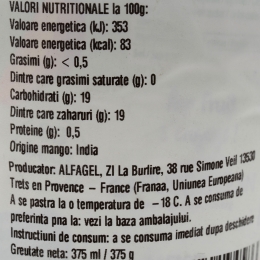 VALORI NUTRITIONALE la 100g:
Valoare energetica (kJ): 353
Valoare energetica (kcal): 83
Grasimi (g): < 0,5
Dintre care grasimi saturate (g): 0
Carbohidrati (g): 19
Dintre care zaharuri (g): 19
Proteine (g): 0,5
Origine mango: India
Producator: ALFAGEL, ZI La Burlire, 38 rue Simone Veil 13530
Trets en Provence – France (Franaa, Uniunea Europeana)
A se pastra la o temperatura de –18 C. A se consuma de
preferinta pna la: vezi la baza ambalajului.
Instructiuni de consum: a se consuma imediat dupa deschidere
Greutate neta: 375 ml / 375 g